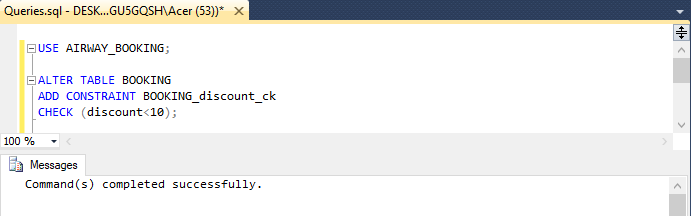 Queries.sql - DESK...GU5GQSH\Acer (53))*
USE AIRWAY_BOOKING;
ALTER TABLE BOOKING
ADD CONSTRAINT BOOKING_discount_ck
CHECK (discount<10);
100 %
Messages
Command(s) completed successfully.